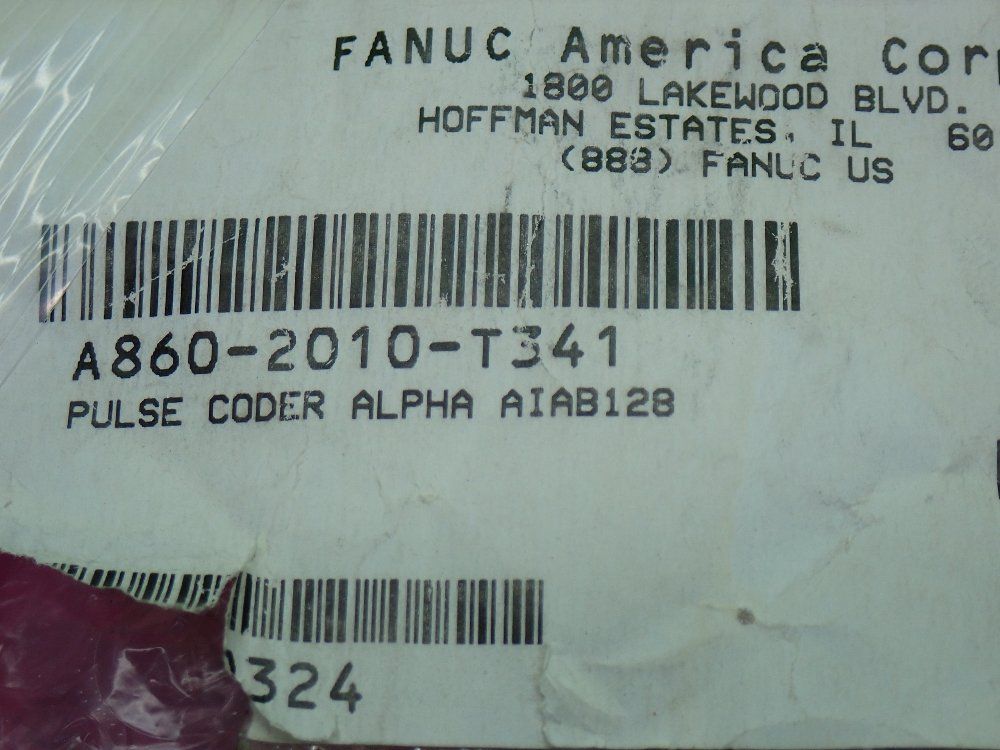 FANUC America Cor
1800 LAKEWOOD BLVD.
HOFFMAN ESTATES, IL 60
(888) FANUC US
A860-2010-T341
PULSE CODER ALPHA AIAB128
324